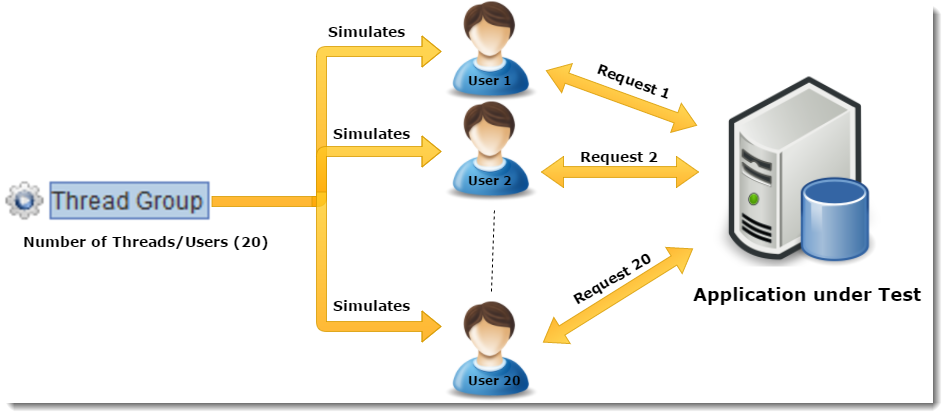 Simulates
User 1
Request 1
Simulates
User 2
Request 2
Thread Group
Number of Threads/Users (20)
Simulates
User 20
Request 20
Application under Test